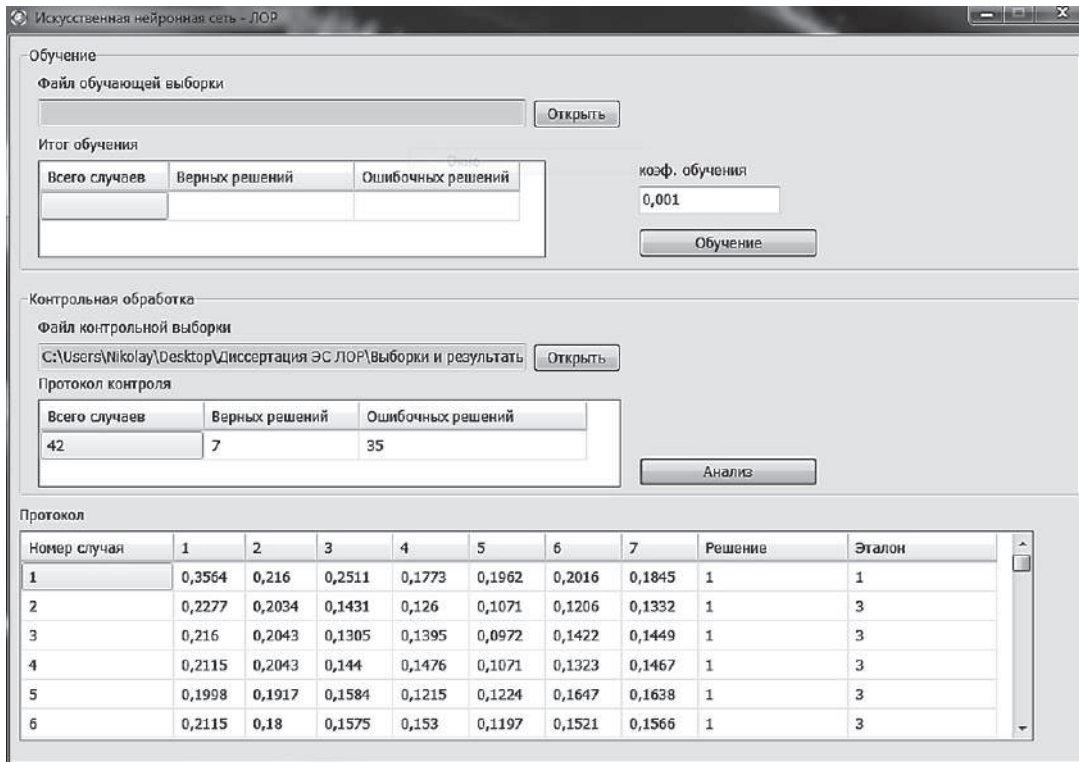 Искусственная нейронная сеть - ЛОР
Обучение
Файл обучающей выборки
Открыть
Итог обучения
Окно
Всего случаев Верных решений Ошибочных решений
коэф. обучения
0,001
Обучение
Контрольная обработка
Файл контрольной выборки
C:\Users\Nikolay\Desktop\Диссертация ЭС ЛОР\Выборки и результать Открыть
Протокол контроля
Всего случаев Верных решений Ошибочных решений
42 7 35
Анализ
Протокол
Номер случая 1 2 3 4 5 6 7 Решение Эталон
1 0,3564 0,216 0,2511 0,1773 0,1962 0,2016 0,1845 1 1
2 0,2277 0,2034 0,1431 0,126 0,1071 0,1206 0,1332 1 3
3 0,216 0,2043 0,1305 0,1395 0,0972 0,1422 0,1449 1 3
4 0,2115 0,2043 0,144 0,1476 0,1071 0,1323 0,1467 1 3
5 0,1998 0,1917 0,1584 0,1215 0,1224 0,1647 0,1638 1 3
6 0,2115 0,18 0,1575 0,153 0,1197 0,1521 0,1566 1 3